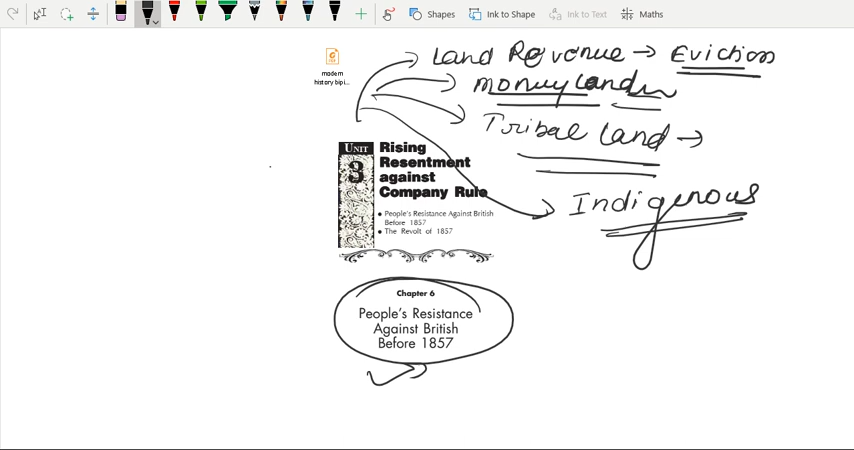 Shapes Ink to Shape Ink to Text Maths
modern
history bipi...
Land Revenue → Eviction
moneylander
Tribal Land →
Indigenous
UNIT
3
Rising
Resentment
against
Company Rule
• People's Resistance Against British
Before 1857
• The Revolt of 1857
Chapter 6
People's Resistance
Against British
Before 1857